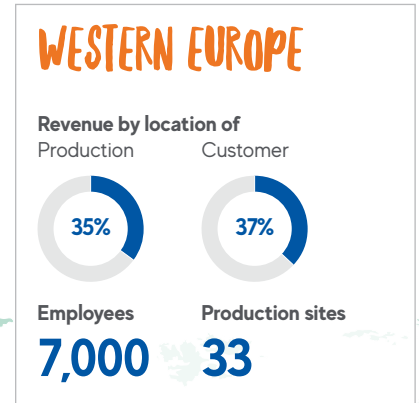 WESTERN EUROPE
Revenue by location of
Production Customer
35% 37%
Employees Production sites
7,000 33